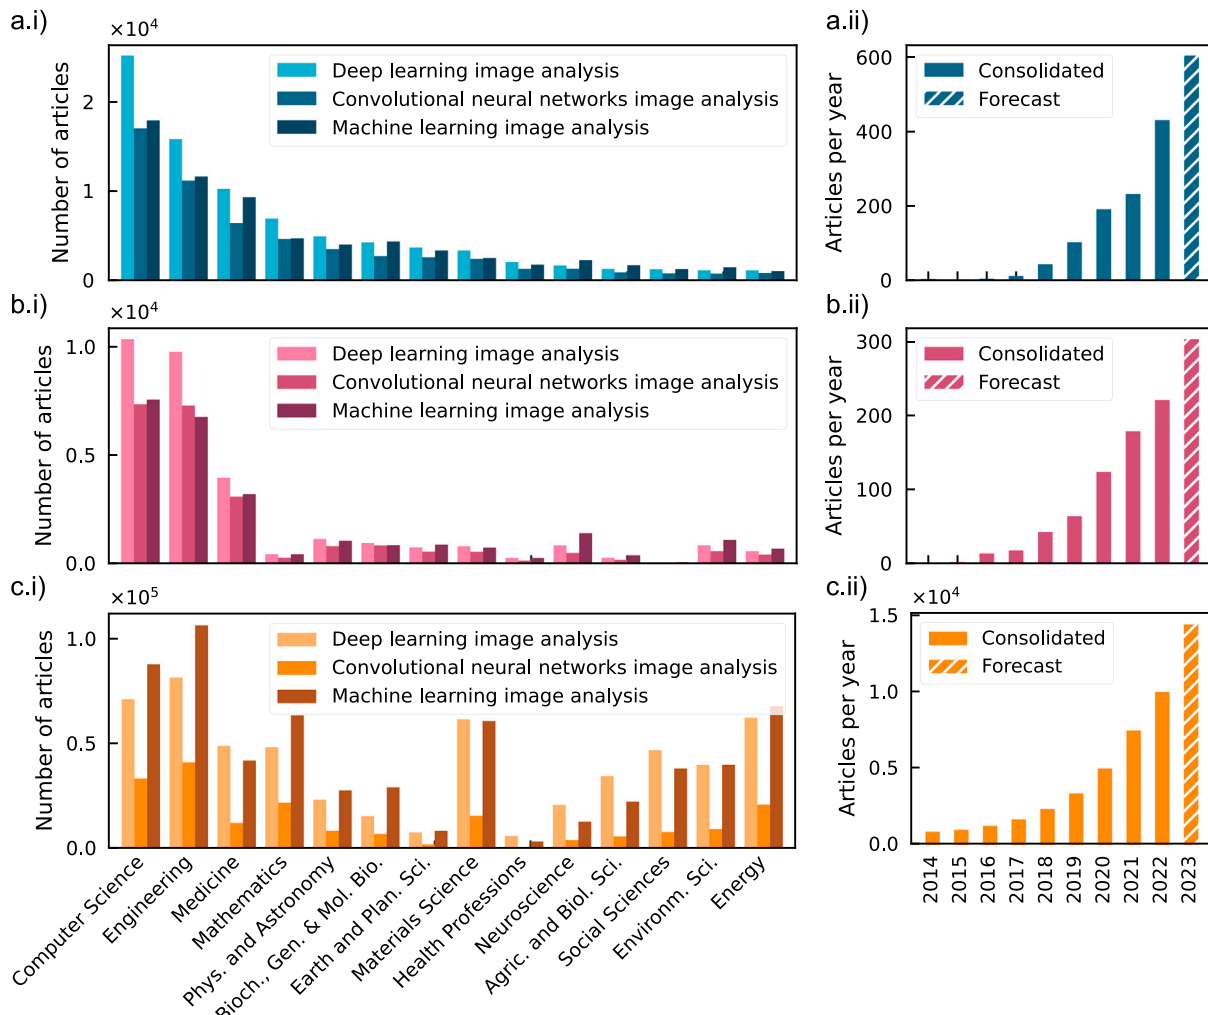 a.i)
×10⁴
Number of articles
2
1
0
Deep learning image analysis
Convolutional neural networks image analysis
Machine learning image analysis
a.ii)
Articles per year
600
400
200
0
Consolidated
Forecast
b.i)
×10⁴
Number of articles
1.0
0.5
0.0
Deep learning image analysis
Convolutional neural networks image analysis
Machine learning image analysis
b.ii)
Articles per year
300
200
100
0
Consolidated
Forecast
c.i)
×10⁵
Number of articles
1.0
0.5
0.0
Deep learning image analysis
Convolutional neural networks image analysis
Machine learning image analysis
Computer Science
Engineering
Medicine
Mathematics
Phys. and Astronomy
Bioch., Gen. & Mol. Bio.
Earth and Plan. Sci.
Materials Science
Health Professions
Neuroscience
Agric. and Biol. Sci.
Social Sciences
Environm. Sci.
Energy
c.ii)
×10⁴
Articles per year
1.5
1.0
0.5
0.0
Consolidated
Forecast
2014
2015
2016
2017
2018
2019
2020
2021
2022
2023